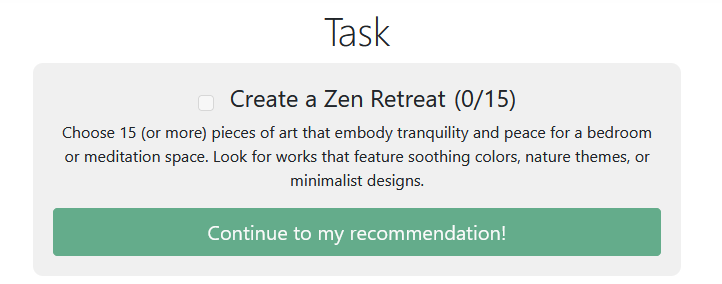 Task
Create a Zen Retreat (0/15)
Choose 15 (or more) pieces of art that embody tranquility and peace for a bedroom
or meditation space. Look for works that feature soothing colors, nature themes, or
minimalist designs.
Continue to my recommendation!